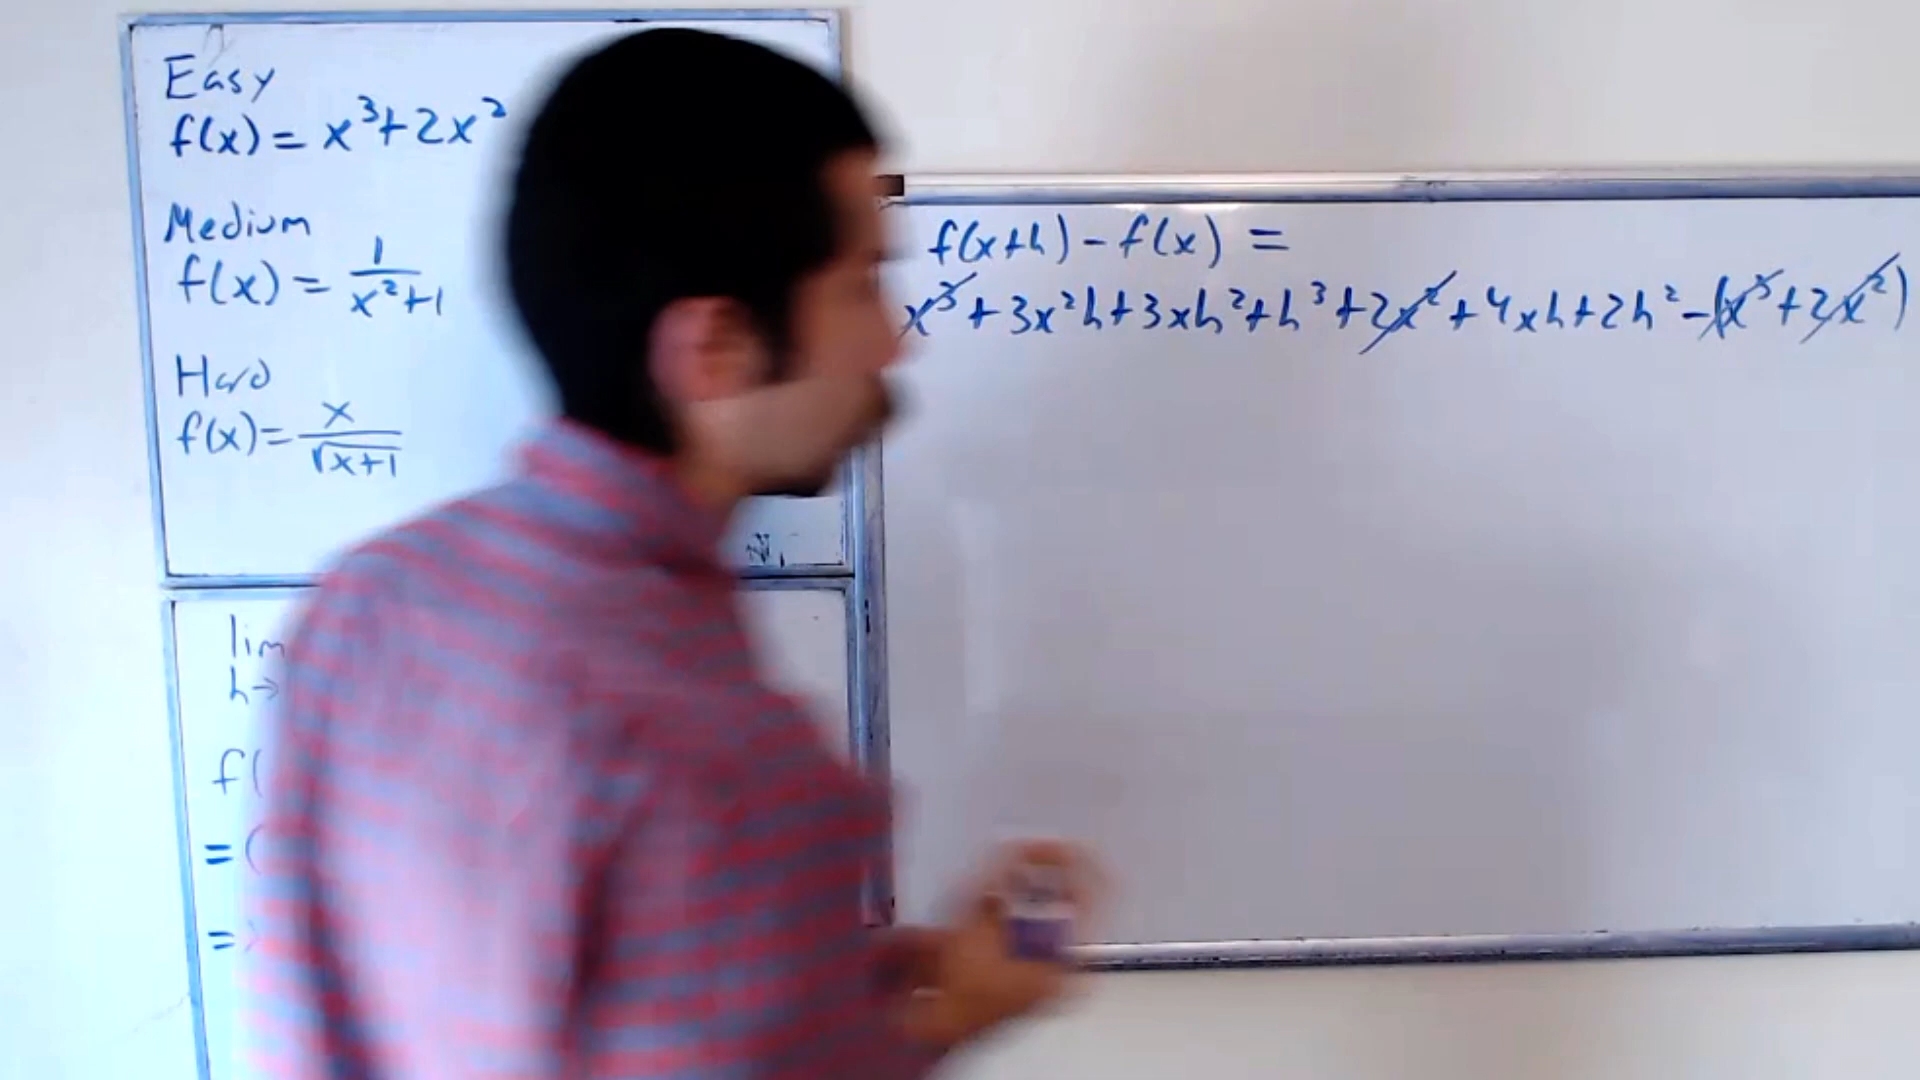 Easy
f(x) = x³+2x²
Medium
f(x) = 1/(x²+1)
Hard
f(x) = x/√(x+1)
lim
h→
f(
= (
=
f(x+h) - f(x) =
x³+3x²h+3xh²+h³+2x²+4xh+2h²-(x³+2x²)